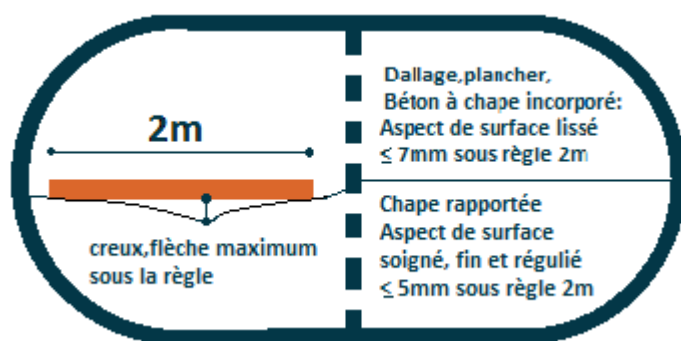 2m
creux,flèche maximum
sous la règle
Dallage,plancher,
Béton à chape incorporé:
Aspect de surface lissé
≤ 7mm sous règle 2m
Chape rapportée
Aspect de surface
soigné, fin et régulié
≤ 5mm sous règle 2m